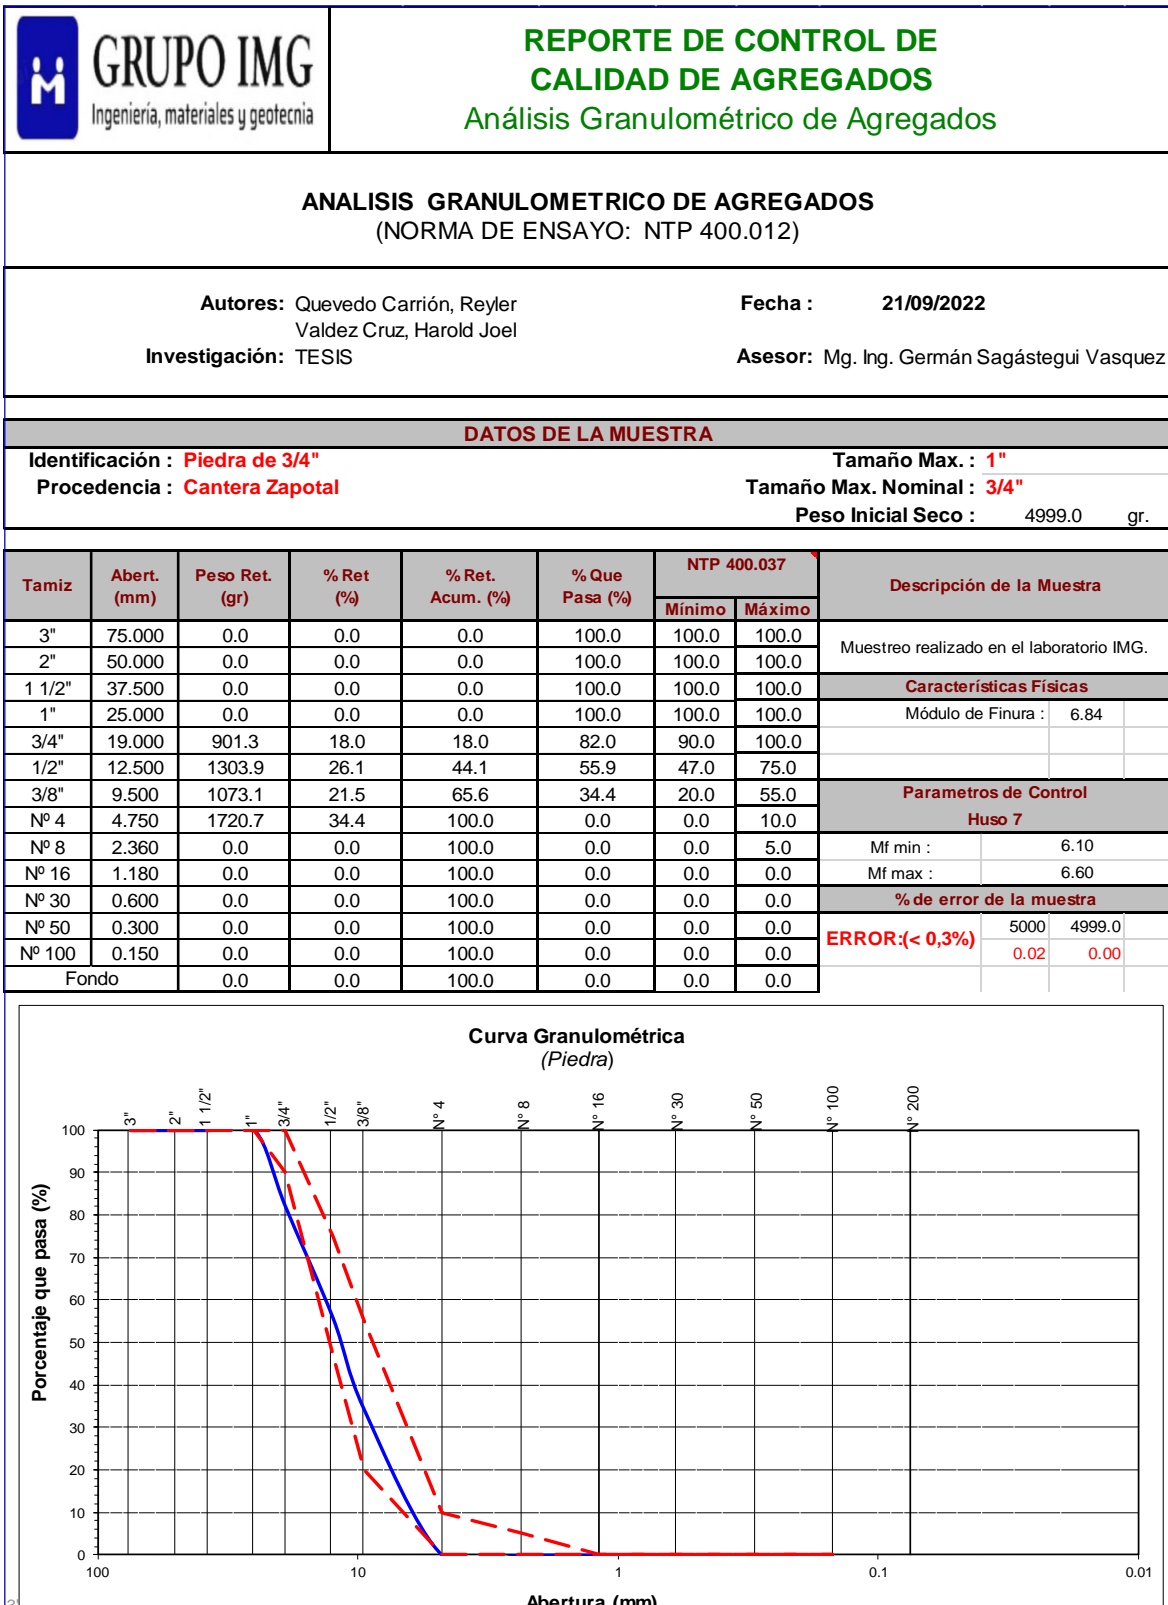 GRUPO IMG
Ingeniería, materiales y geotecnia
REPORTE DE CONTROL DE
CALIDAD DE AGREGADOS
Análisis Granulométrico de Agregados
ANALISIS GRANULOMETRICO DE AGREGADOS
(NORMA DE ENSAYO: NTP 400.012)
Autores: Quevedo Carrión, Reyler Fecha : 21/09/2022
Valdez Cruz, Harold Joel
Investigación: TESIS Asesor: Mg. Ing. Germán Sagástegui Vasquez
DATOS DE LA MUESTRA
Identificación : Piedra de 3/4" Tamaño Max. : 1"
Procedencia : Cantera Zapotal Tamaño Max. Nominal : 3/4"
Peso Inicial Seco : 4999.0 gr.
Tamiz Abert. (mm) Peso Ret. (gr) % Ret (%) % Ret. Acum. (%) % Que Pasa (%) NTP 400.037 Mínimo Máximo Descripción de la Muestra
3" 75.000 0.0 0.0 0.0 100.0 100.0 100.0 Muestreo realizado en el laboratorio IMG.
2" 50.000 0.0 0.0 0.0 100.0 100.0 100.0
1 1/2" 37.500 0.0 0.0 0.0 100.0 100.0 100.0 Características Físicas
1" 25.000 0.0 0.0 0.0 100.0 100.0 100.0 Módulo de Finura : 6.84
3/4" 19.000 901.3 18.0 18.0 82.0 90.0 100.0
1/2" 12.500 1303.9 26.1 44.1 55.9 47.0 75.0
3/8" 9.500 1073.1 21.5 65.6 34.4 20.0 55.0 Parametros de Control
Nº 4 4.750 1720.7 34.4 100.0 0.0 0.0 10.0 Huso 7
Nº 8 2.360 0.0 0.0 100.0 0.0 0.0 5.0 Mf min : 6.10
Nº 16 1.180 0.0 0.0 100.0 0.0 0.0 0.0 Mf max : 6.60
Nº 30 0.600 0.0 0.0 100.0 0.0 0.0 0.0 % de error de la muestra
Nº 50 0.300 0.0 0.0 100.0 0.0 0.0 0.0 ERROR:(< 0,3%) 5000 4999.0
Nº 100 0.150 0.0 0.0 100.0 0.0 0.0 0.0 0.02 0.00
Fondo 0.0 0.0 100.0 0.0 0.0 0.0
Curva Granulométrica
(Piedra)
3" 2" 1 1/2" 1" 3/4" 1/2" 3/8" N° 4 N° 8 N° 16 N° 30 N° 50 N° 100 N° 200
Porcentaje que pasa (%)
100
90
80
70
60
50
40
30
20
10
0
100 10 1 0.1 0.01
Abertura (mm)